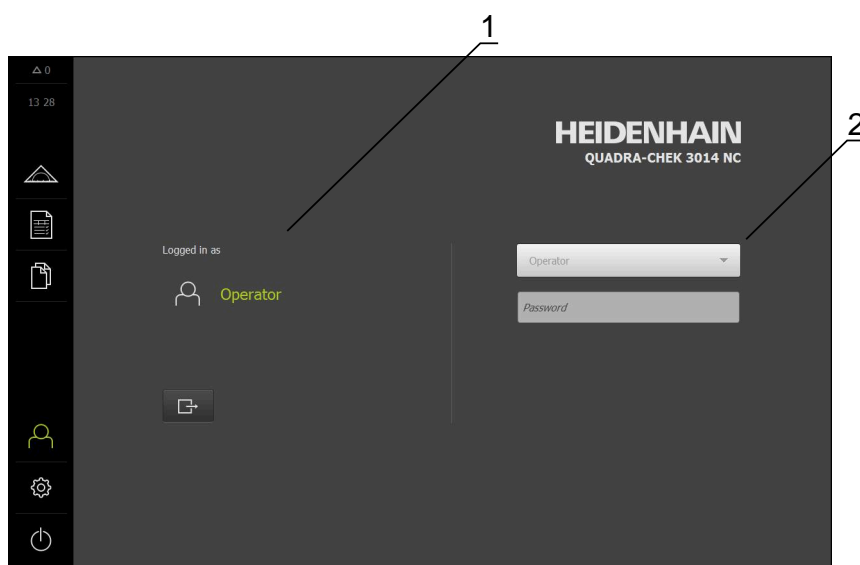 1
△ 0
13 28
HEIDENHAIN
2
QUADRA-CHEK 3014 NC
Logged in as
Operator
Operator
Password